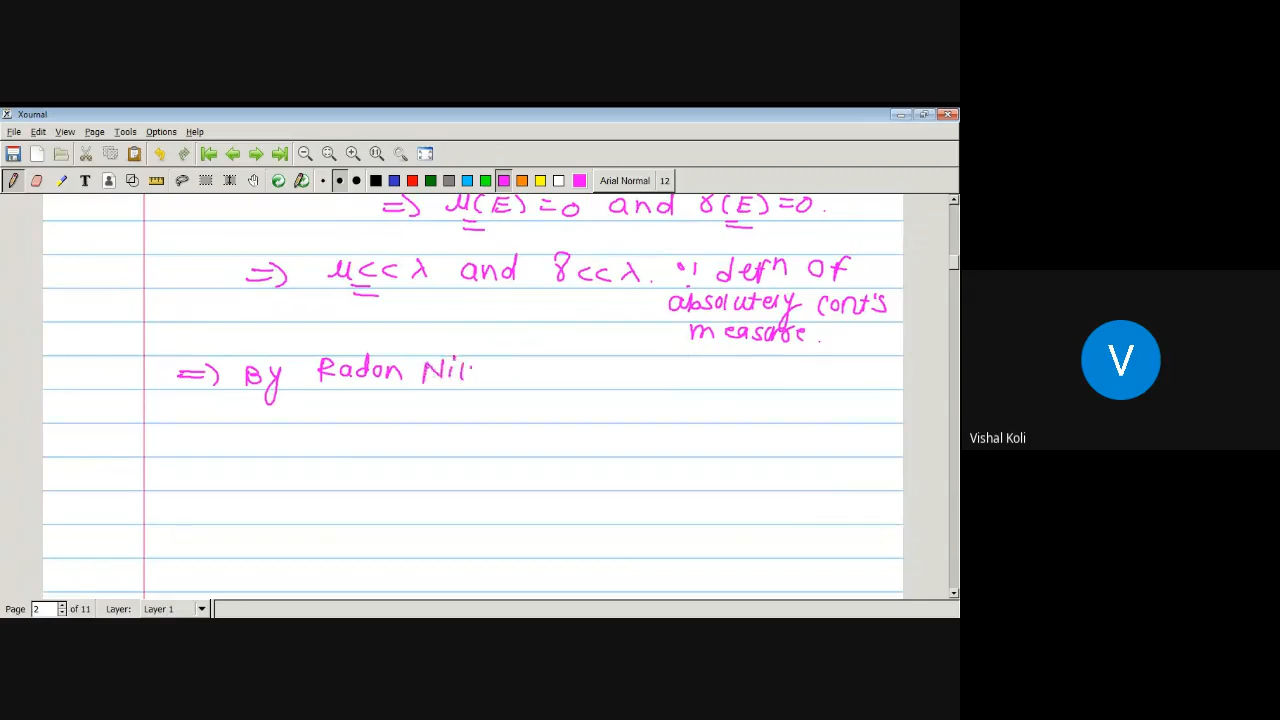 Xournal
File Edit View Page Tools Options Help
Arial Normal 12
=) μ(E) = 0 and γ(E) = 0.
=) μ << λ and γ << λ. ∵ defn of
absolutely cont's
measure.
=) By Radon Ni
Page 2 of 11 Layer: Layer 1
V
Vishal Koli